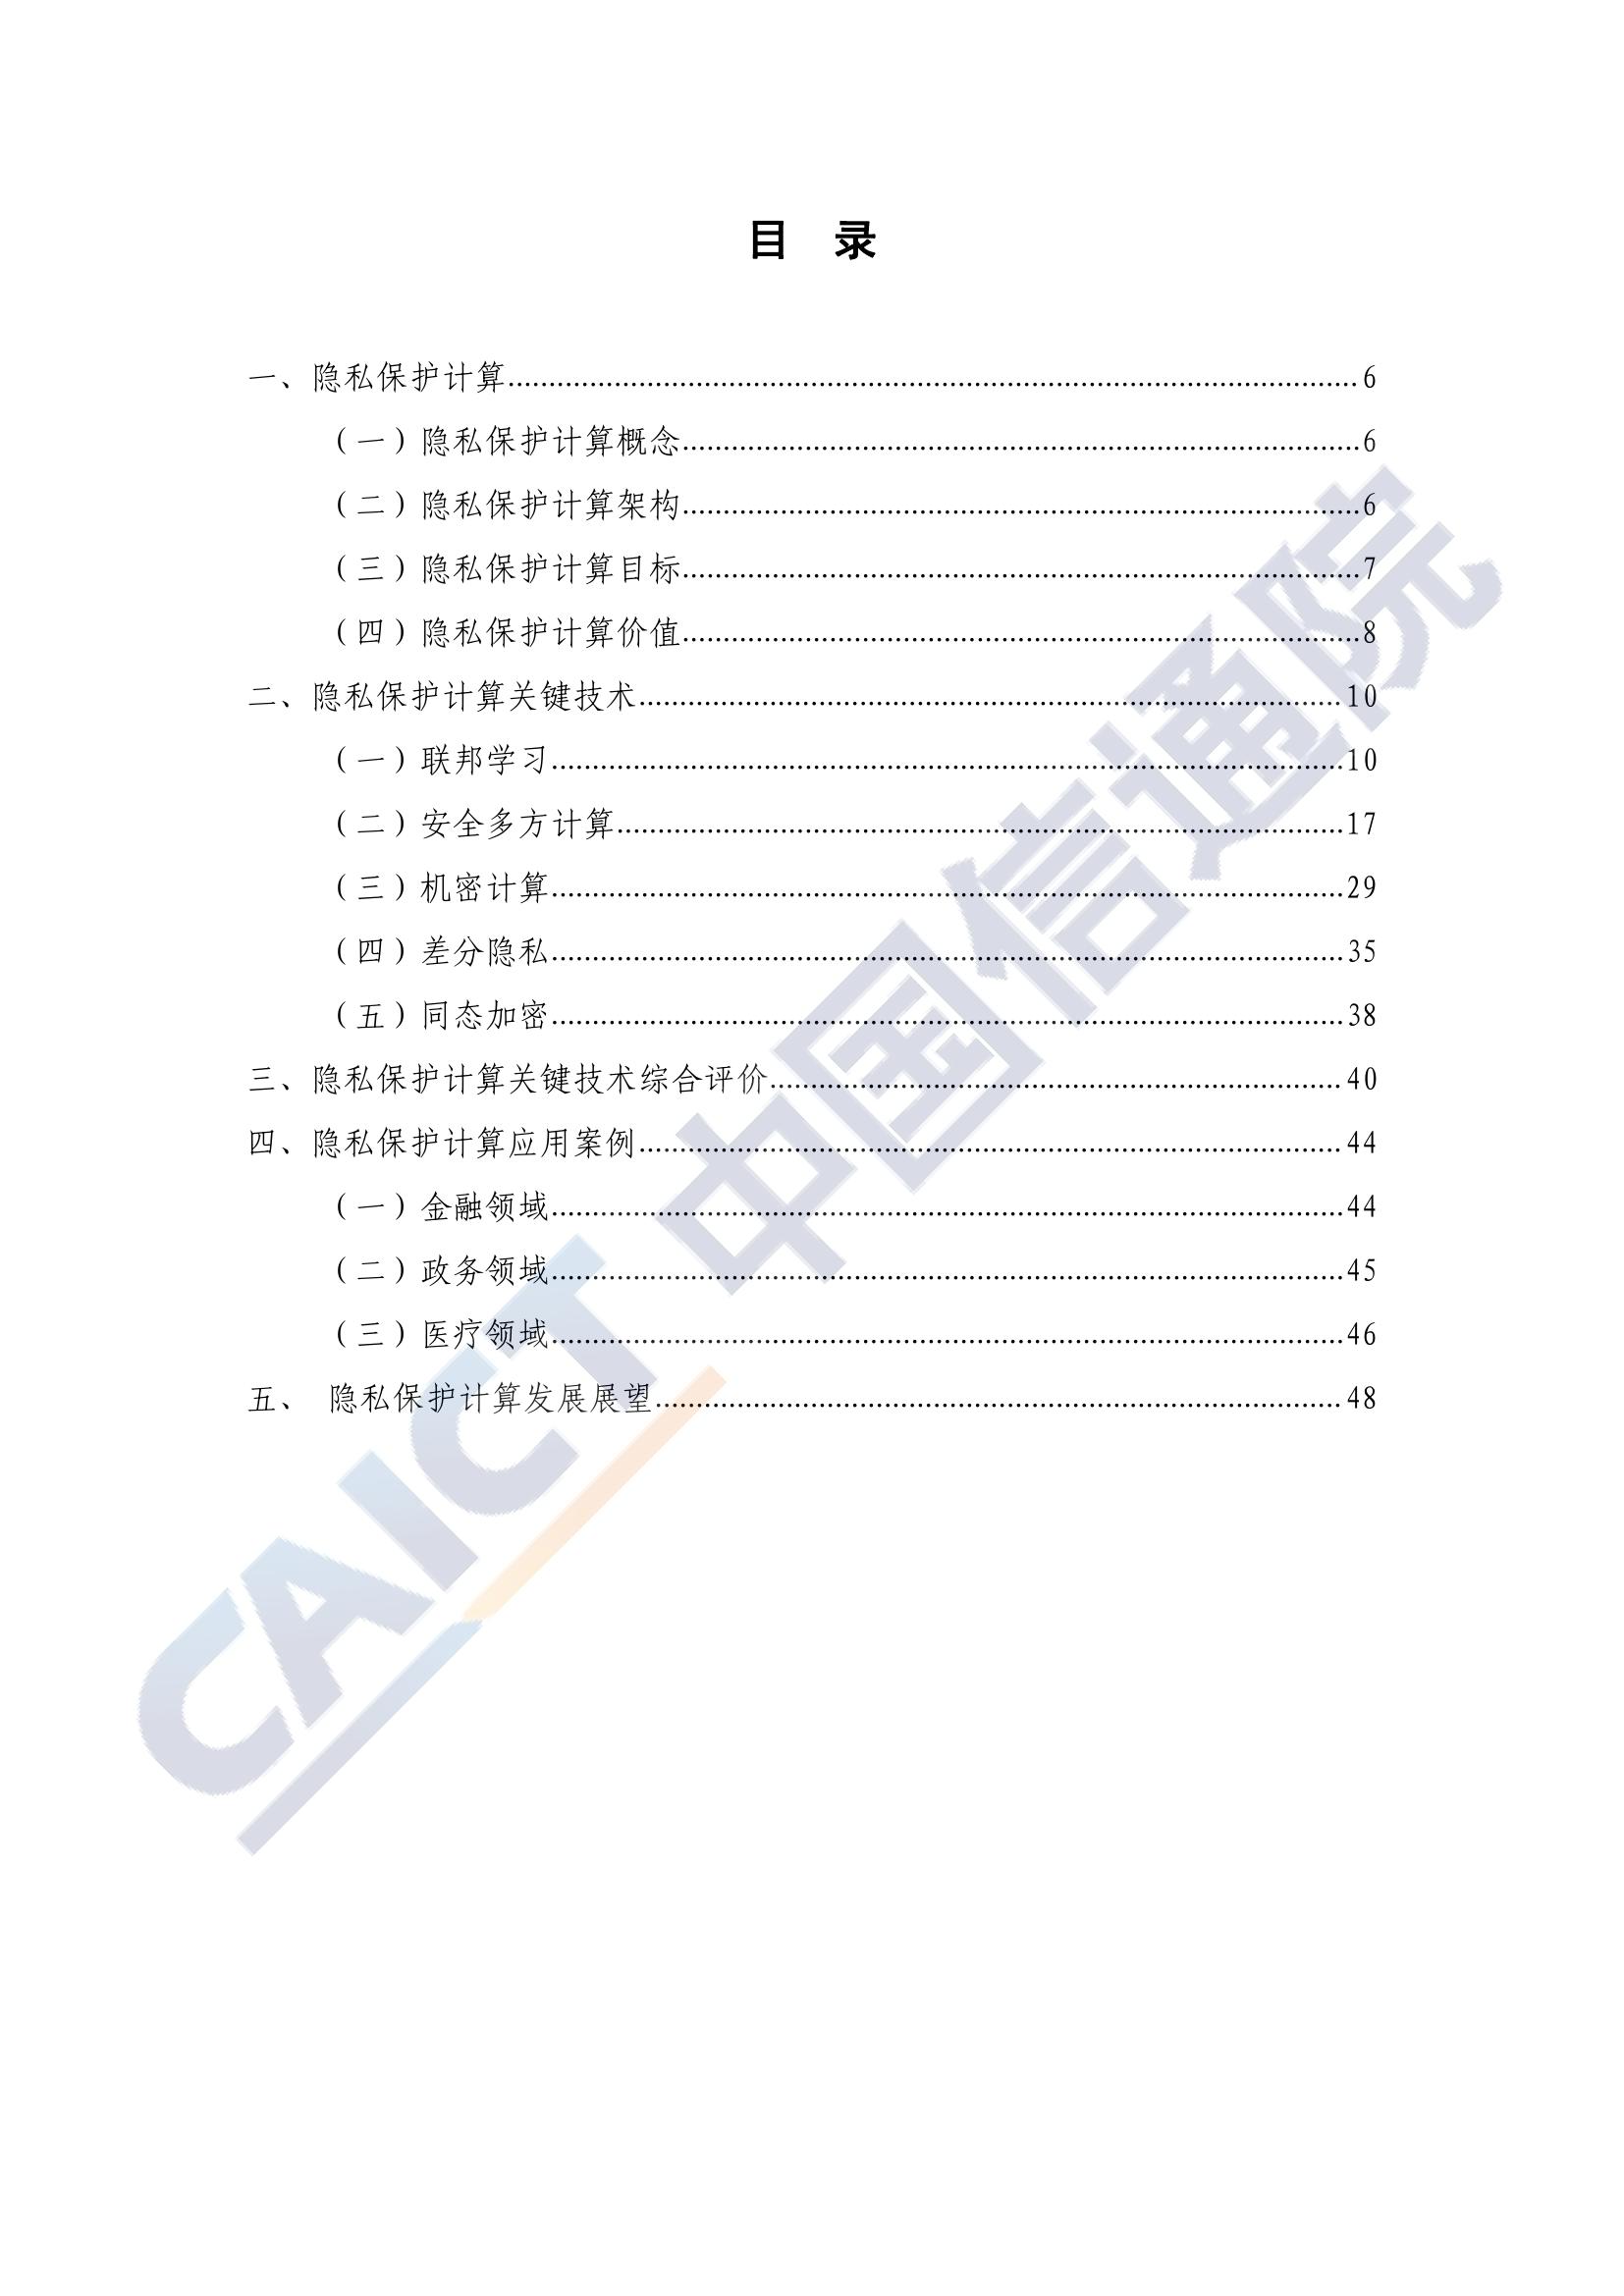 目 录
一、隐私保护计算........................................................6
（一）隐私保护计算概念........................................................6
（二）隐私保护计算架构........................................................6
（三）隐私保护计算目标........................................................7
（四）隐私保护计算价值........................................................8
二、隐私保护计算关键技术........................................................10
（一）联邦学习........................................................10
（二）安全多方计算........................................................17
（三）机密计算........................................................29
（四）差分隐私........................................................35
（五）同态加密........................................................38
三、隐私保护计算关键技术综合评价........................................................40
四、隐私保护计算应用案例........................................................44
（一）金融领域........................................................44
（二）政务领域........................................................45
（三）医疗领域........................................................46
五、 隐私保护计算发展展望........................................................48
CAICT 中国信通院